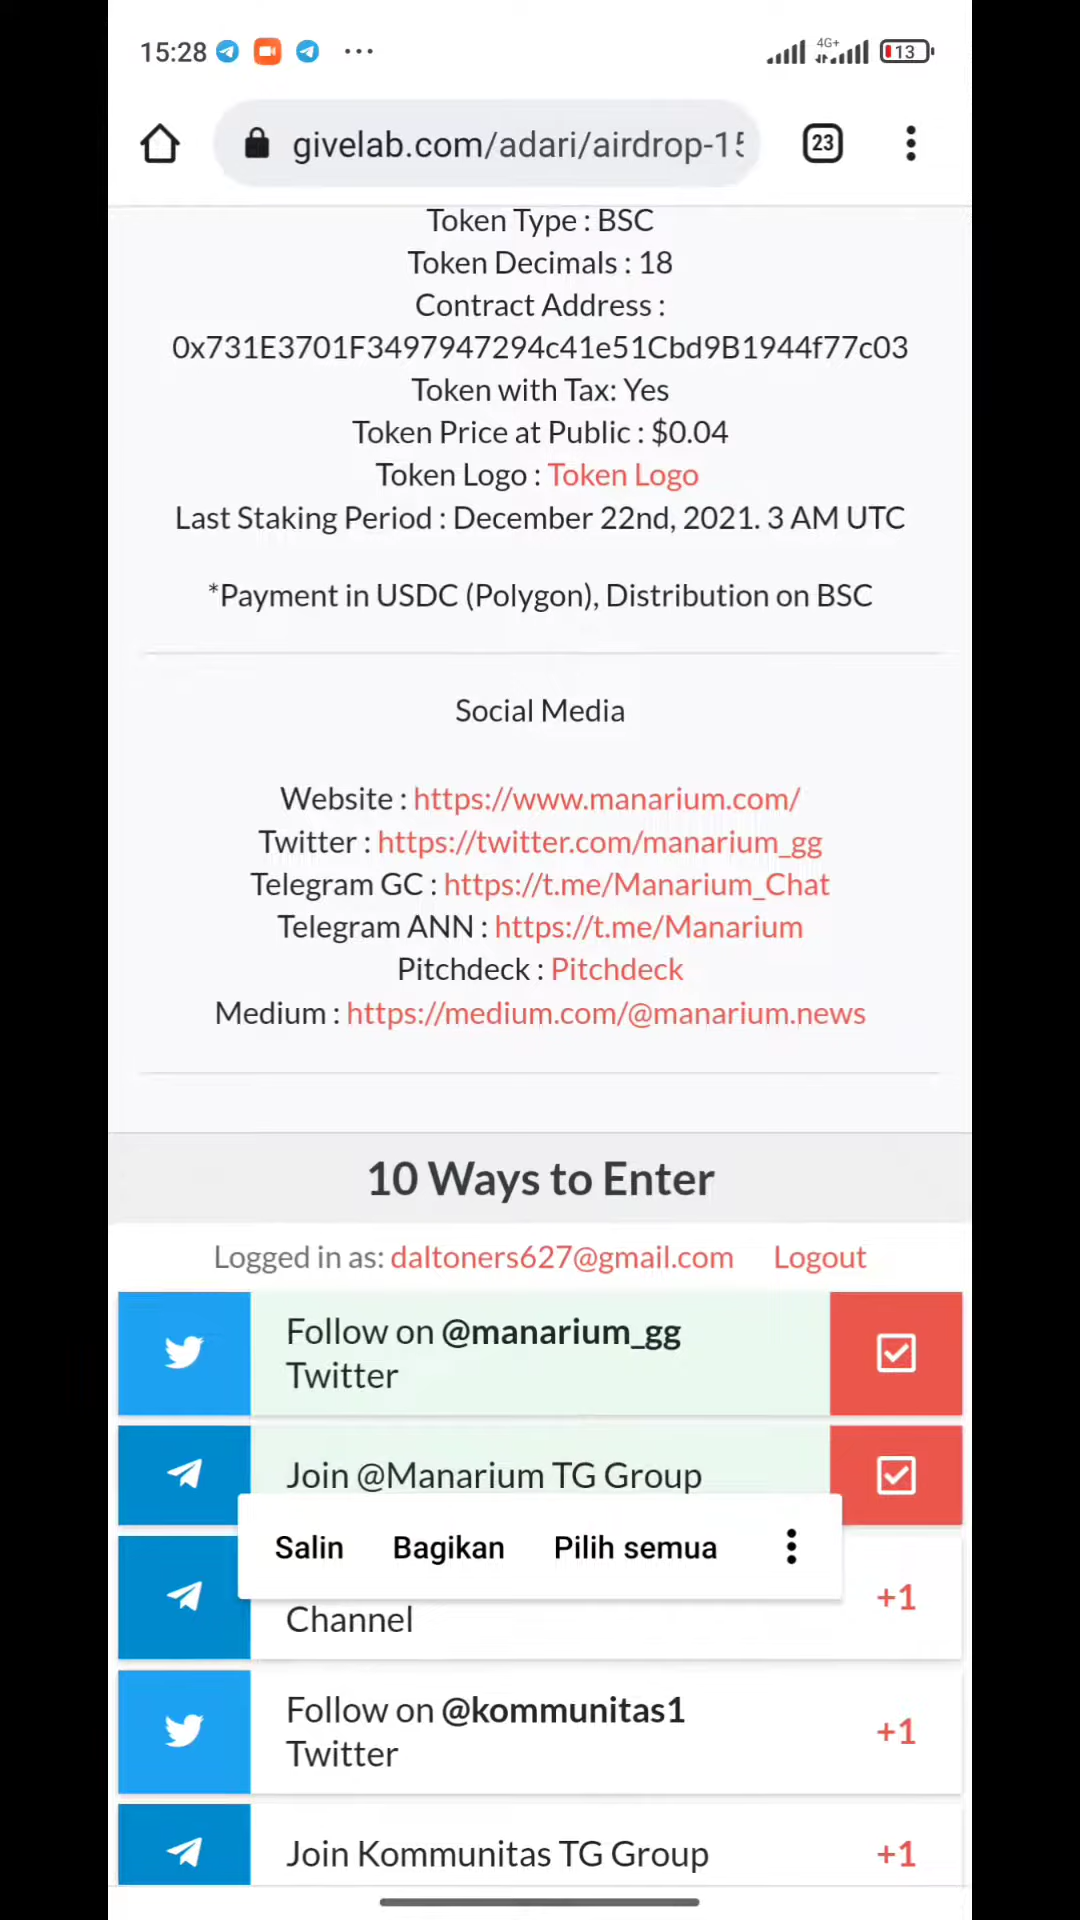 15:28
4G+
13
givelab.com/adari/airdrop-15
23
Token Type : BSC
Token Decimals : 18
Contract Address :
0x731E3701F3497947294c41e51Cbd9B1944f77c03
Token with Tax: Yes
Token Price at Public : $0.04
Token Logo : Token Logo
Last Staking Period : December 22nd, 2021. 3 AM UTC
*Payment in USDC (Polygon), Distribution on BSC
Social Media
Website : https://www.manarium.com/
Twitter : https://twitter.com/manarium_gg
Telegram GC : https://t.me/Manarium_Chat
Telegram ANN : https://t.me/Manarium
Pitchdeck : Pitchdeck
Medium : https://medium.com/@manarium.news
10 Ways to Enter
Logged in as: daltoners627@gmail.com Logout
Follow on @manarium_gg
Twitter
Join @Manarium TG Group
Salin Bagikan Pilih semua
Channel
+1
Follow on @kommunitas1
Twitter
+1
Join Kommunitas TG Group
+1